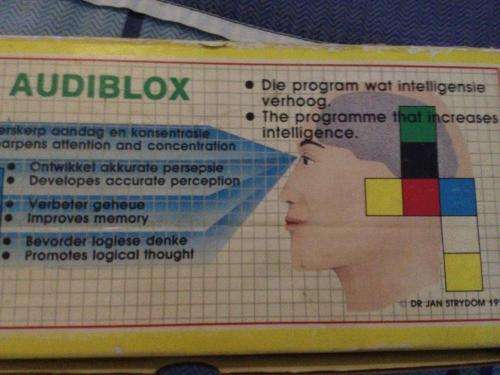 AUDIBLOX
• Die program wat intelligensie
verhoog.
• The programme that increases
intelligence.
erskerp aandag en konsentrasie
arpens attention and concentration
• Ontwikkel akkurate persepsie
• Developes accurate perception
• Verbeter geheue
• Improves memory
• Bevorder logiese denke
• Promotes logical thought
© DR JAN STRYDOM 19